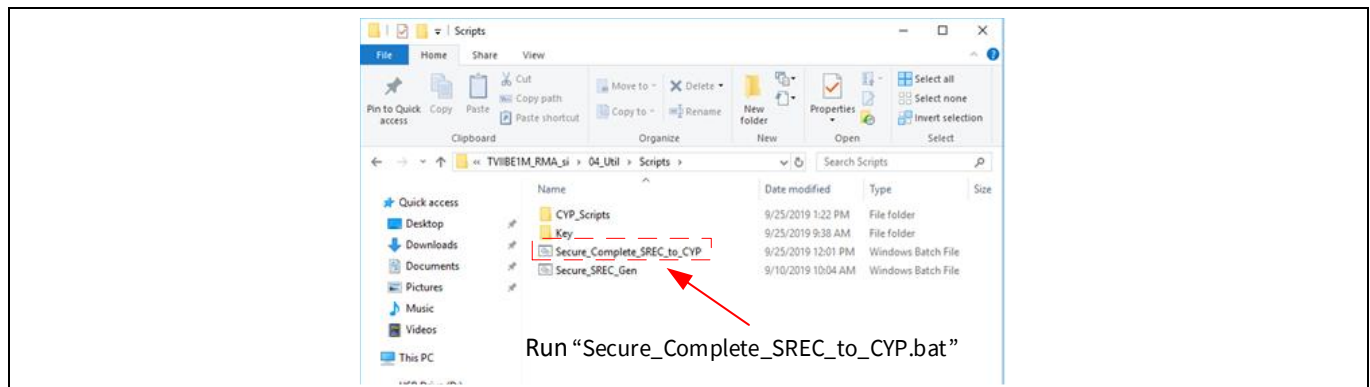 Scripts
File Home Share View
Pin to Quick access
Copy
Paste
Cut
Copy path
Paste shortcut
Clipboard
Move to
Copy to
Delete
Rename
Organize
New folder
New
Properties
Open
Select all
Select none
Invert selection
Select
« TVIIBE1M_RMA_si › 04_Util › Scripts ›
Search Scripts
Name Date modified Type Size
Quick access
Desktop
Downloads
Documents
Pictures
Music
Videos
This PC
CYP_Scripts 9/25/2019 1:22 PM File folder
Key 9/25/2019 9:38 AM File folder
Secure_Complete_SREC_to_CYP 9/25/2019 12:01 PM Windows Batch File
Secure_SREC_Gen 9/10/2019 10:04 AM Windows Batch File
Run “Secure_Complete_SREC_to_CYP.bat”